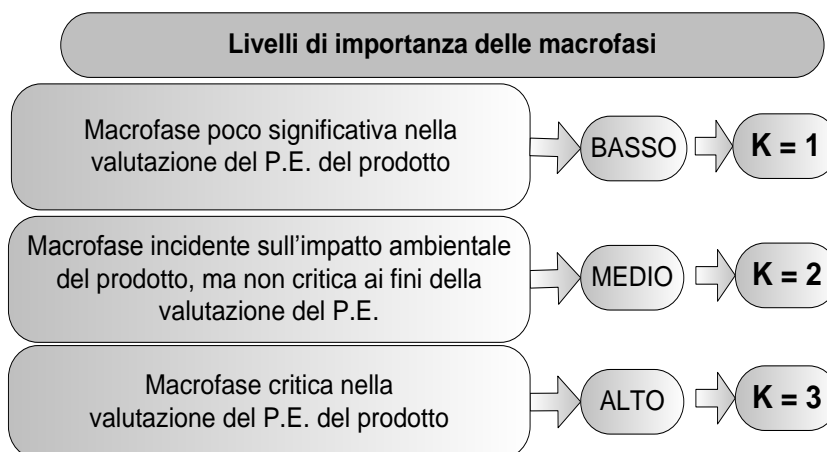 Livelli di importanza delle macrofasi
Macrofase poco significativa nella
valutazione del P.E. del prodotto
BASSO
K = 1
Macrofase incidente sull'impatto ambientale
del prodotto, ma non critica ai fini della
valutazione del P.E.
MEDIO
K = 2
Macrofase critica nella
valutazione del P.E. del prodotto
ALTO
K = 3